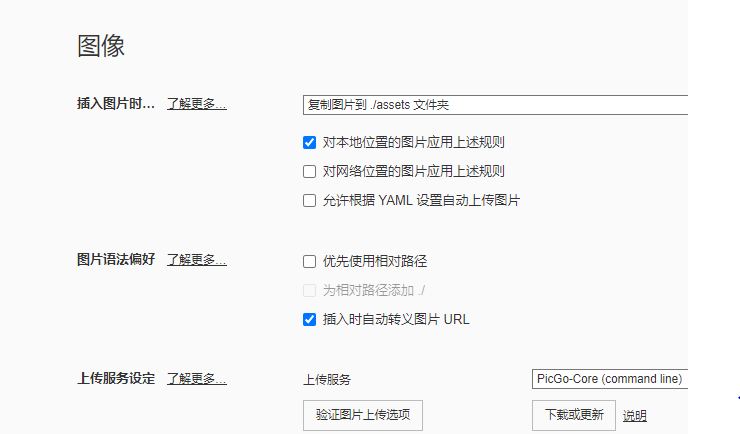 图像
插入图片时... 了解更多... 复制图片到 ./assets 文件夹
对本地位置的图片应用上述规则
对网络位置的图片应用上述规则
允许根据 YAML 设置自动上传图片
图片语法偏好 了解更多... 优先使用相对路径
为相对路径添加 ./
插入时自动转义图片 URL
上传服务设定 了解更多... 上传服务 PicGo-Core (command line)
验证图片上传选项 下载或更新 说明